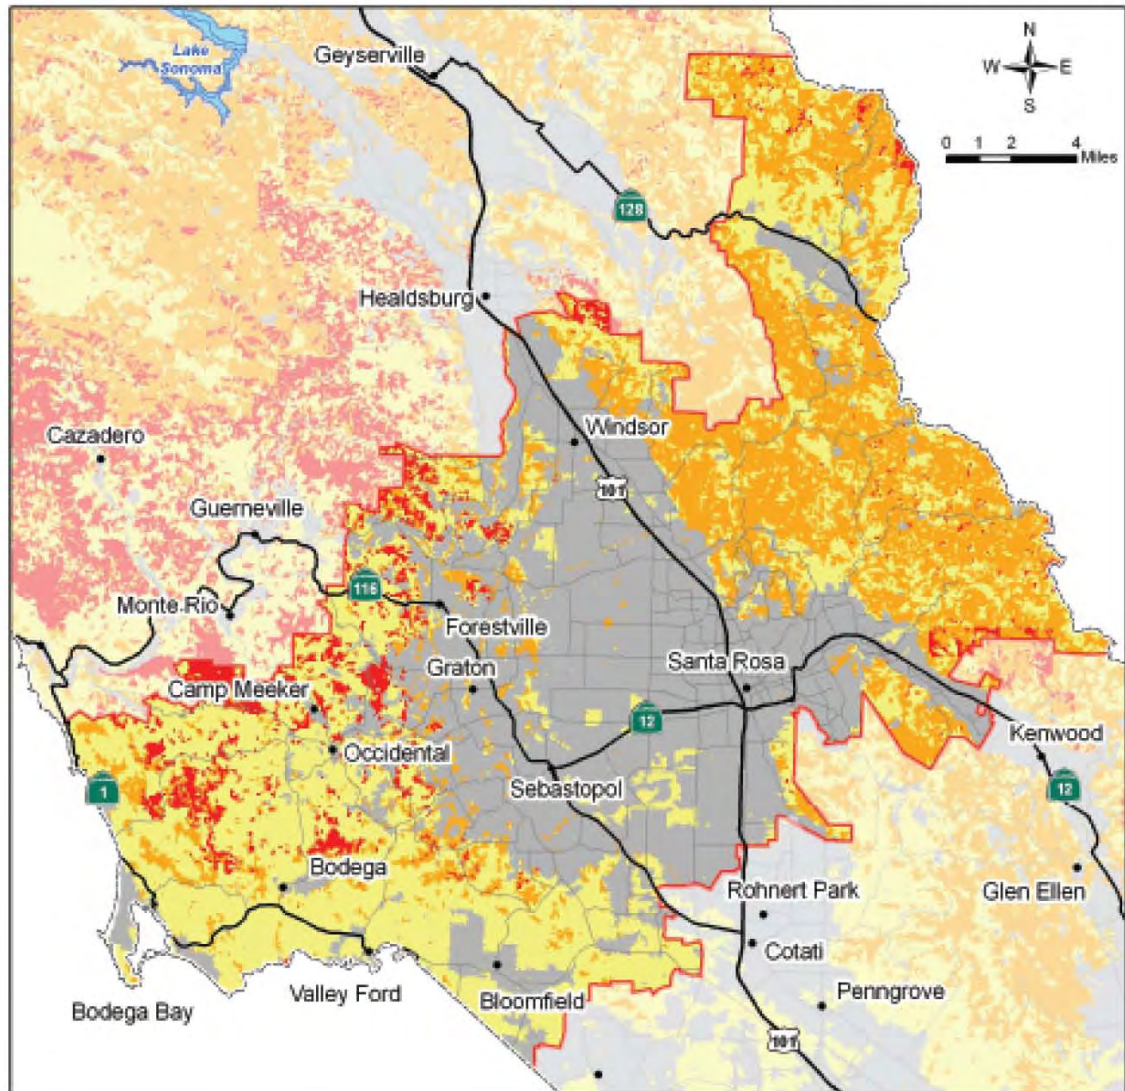 Lake
Sonoma
Geyserville
N
W E
S
0 1 2 4
Miles
128
Healdsburg
Windsor
Cazadero
101
Guerneville
116
Monte Rio
Forestville
Santa Rosa
Graton
Camp Meeker
12
Kenwood
Occidental
Sebastopol
1
12
Bodega
Rohnert Park
Glen Ellen
Cotati
Valley Ford
Bloomfield
Penngrove
Bodega Bay
101